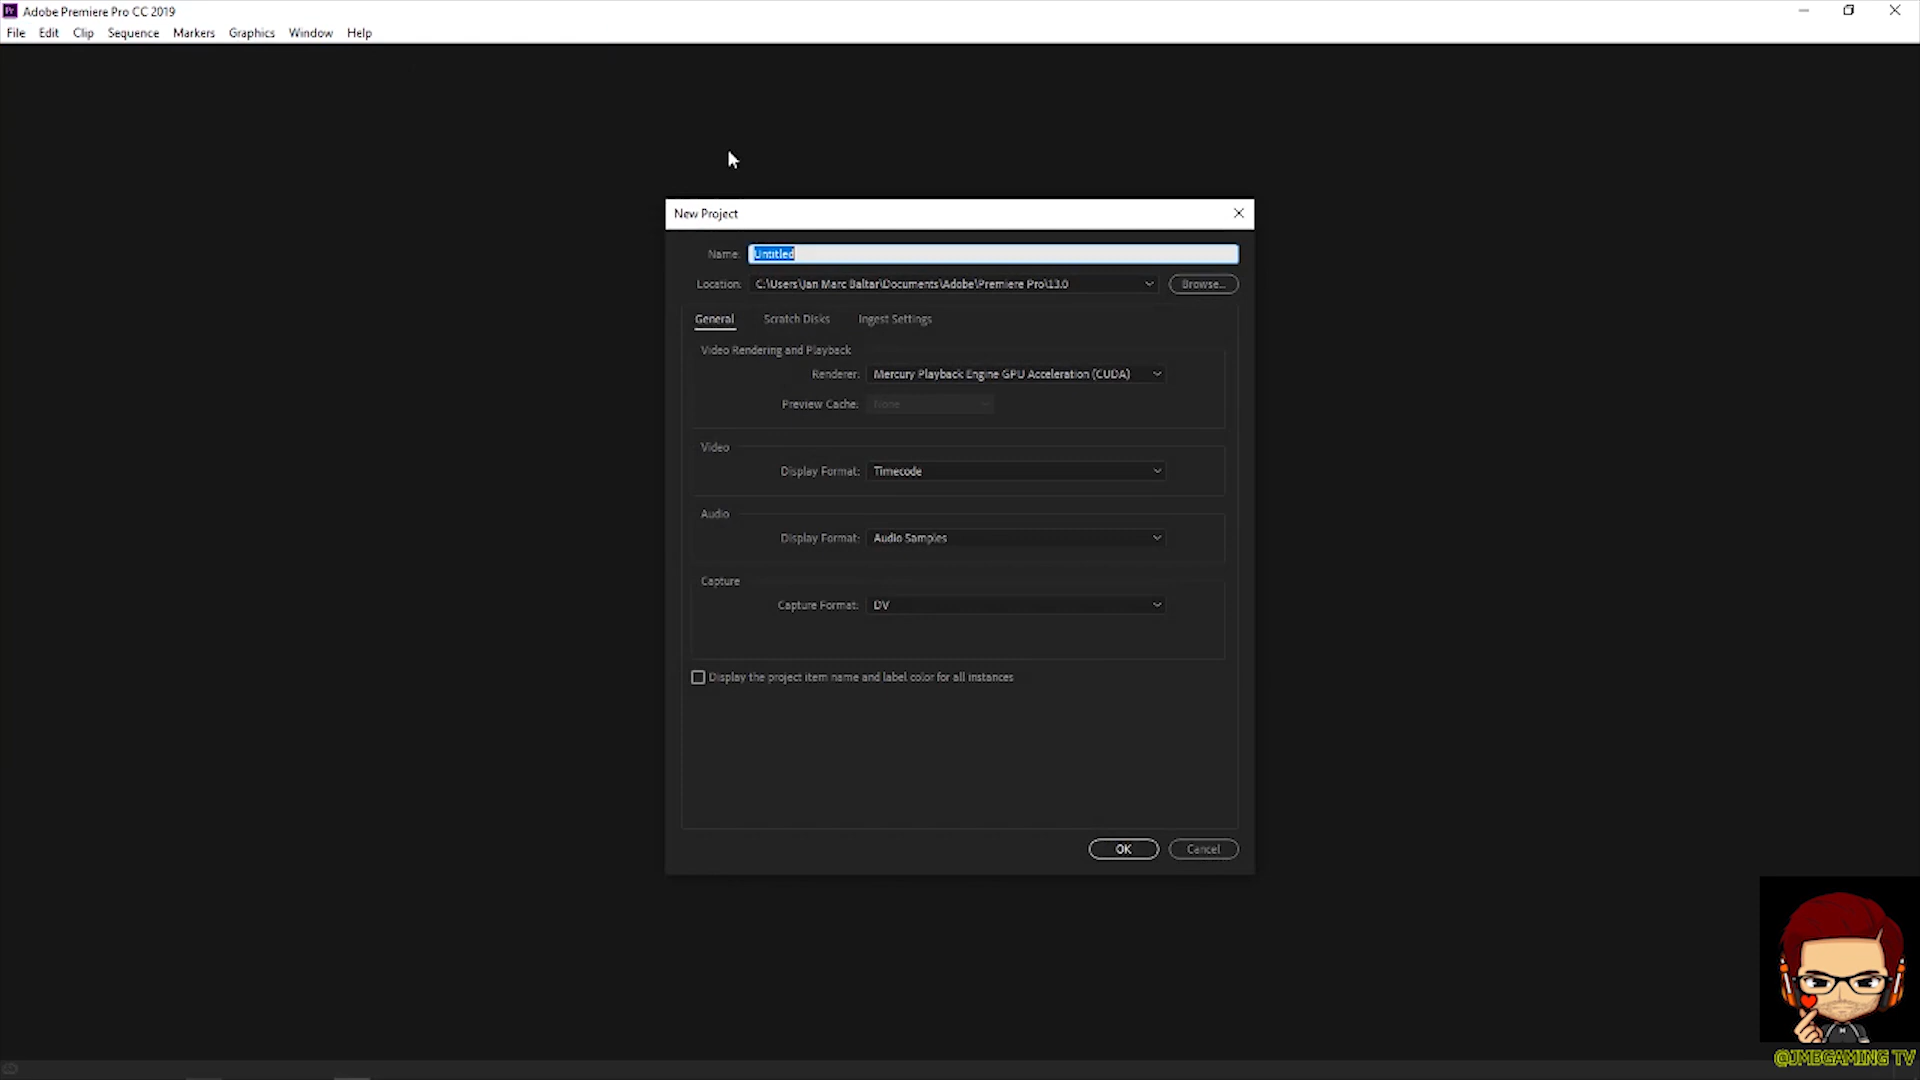 Adobe Premiere Pro CC 2019
File Edit Clip Sequence Markers Graphics Window Help
New Project
Name: Untitled
Location: C:\Users\Jan Marc Baltar\Documents\Adobe\Premiere Pro\13.0 Browse...
General Scratch Disks Ingest Settings
Video Rendering and Playback
Renderer: Mercury Playback Engine GPU Acceleration (CUDA)
Preview Cache: None
Video
Display Format: Timecode
Audio
Display Format: Audio Samples
Capture
Capture Format: DV
Display the project item name and label color for all instances
OK Cancel
@JMBGAMING TV